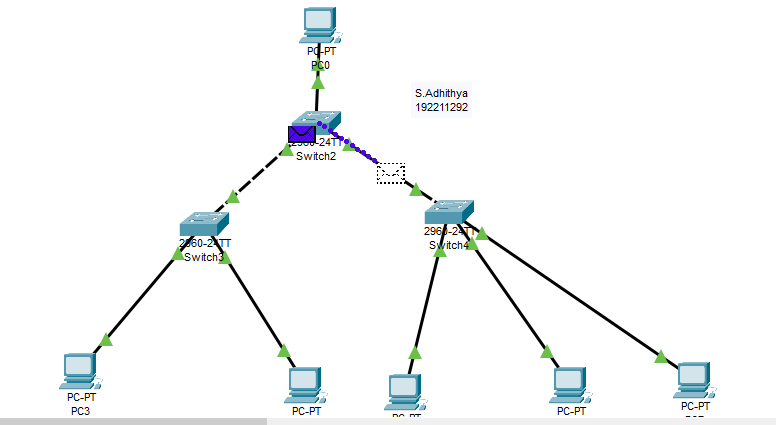 PC-PT
PC0
S.Adhithya
192211292
2960-24TT
Switch2
2960-24TT
Switch3
2960-24TT
Switch4
PC-PT
PC3
PC-PT
PC-PT
PC-PT
PC-PT